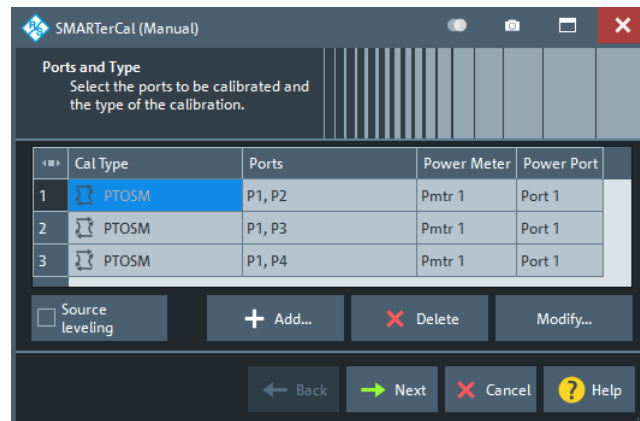 R&S SMARTerCal (Manual)
Ports and Type
Select the ports to be calibrated and
the type of the calibration.
Cal Type Ports Power Meter Power Port
1 PTOSM P1, P2 Pmtr 1 Port 1
2 PTOSM P1, P3 Pmtr 1 Port 1
3 PTOSM P1, P4 Pmtr 1 Port 1
Source
leveling
Add... Delete Modify...
Back Next Cancel ? Help